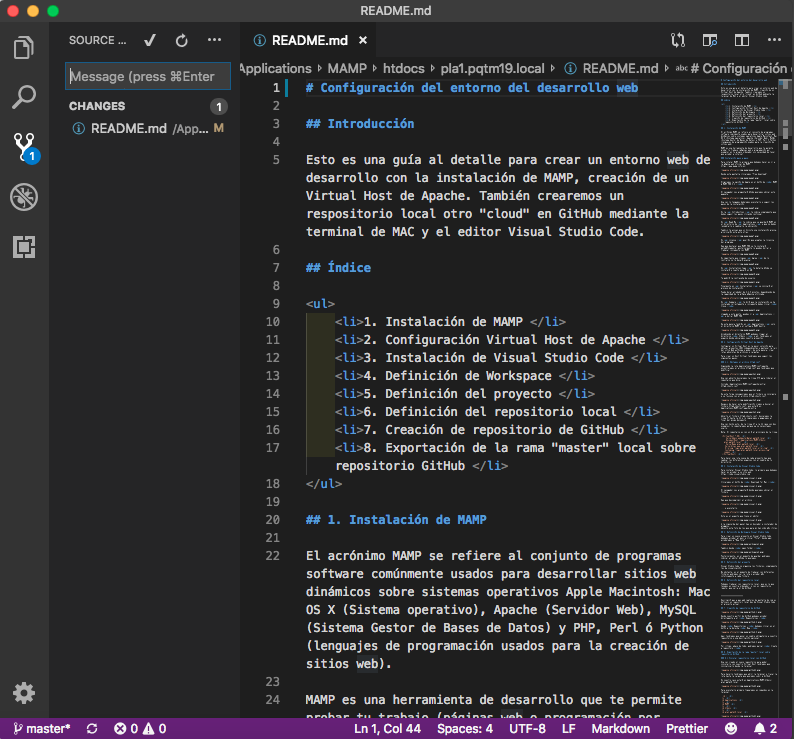 README.md
SOURCE ...
README.md
Applications > MAMP > htdocs > pla1.pqtm19.local > README.md > abc # Configuración
Message (press ⌘Enter
CHANGES 1
README.md /App... M
1
1 # Configuración del entorno del desarrollo web
2
3 ## Introducción
4
5 Esto es una guía al detalle para crear un entorno web de
desarrollo con la instalación de MAMP, creación de un
Virtual Host de Apache. También crearemos un
respositorio local otro "cloud" en GitHub mediante la
terminal de MAC y el editor Visual Studio Code.
6
7 ## Índice
8
9 <ul>
10 <li>1. Instalación de MAMP </li>
11 <li>2. Configuración Virtual Host de Apache </li>
12 <li>3. Instalación de Visual Studio Code </li>
13 <li>4. Definición de Workspace </li>
14 <li>5. Definición del proyecto </li>
15 <li>6. Definición del repositorio local </li>
16 <li>7. Creación de repositorio de GitHub </li>
17 <li>8. Exportación de la rama "master" local sobre
repositorio GitHub </li>
18 </ul>
19
20 ## 1. Instalación de MAMP
21
22 El acrónimo MAMP se refiere al conjunto de programas
software comúnmente usados para desarrollar sitios web
dinámicos sobre sistemas operativos Apple Macintosh: Mac
OS X (Sistema operativo), Apache (Servidor Web), MySQL
(Sistema Gestor de Bases de Datos) y PHP, Perl ó Python
(lenguajes de programación usados para la creación de
sitios web).
23
24 MAMP es una herramienta de desarrollo que te permite
probar tu trabajo (páginas web o programación por
master* 0 0 Ln 1, Col 44 Spaces: 4 UTF-8 LF Markdown Prettier 2